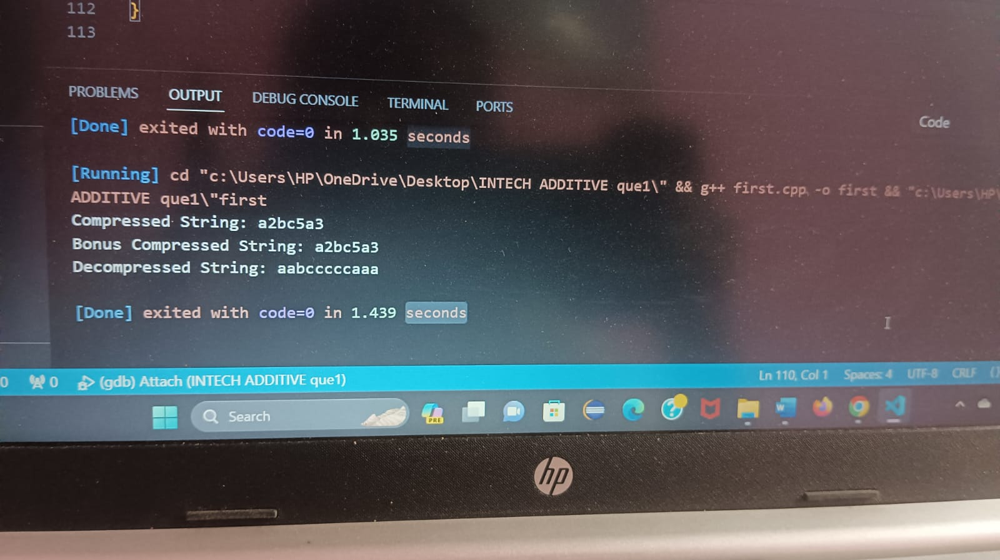 112 }
113
PROBLEMS OUTPUT DEBUG CONSOLE TERMINAL PORTS
Code
[Done] exited with code=0 in 1.035 seconds
[Running] cd "c:\Users\HP\OneDrive\Desktop\INTECH ADDITIVE que1\" && g++ first.cpp -o first && "c:\Users\HP\
ADDITIVE que1\"first
Compressed String: a2bc5a3
Bonus Compressed String: a2bc5a3
Decompressed String: aabcccccaaa
[Done] exited with code=0 in 1.439 seconds
0 0 (gdb) Attach (INTECH ADDITIVE que1) Ln 110, Col 1 Spaces: 4 UTF-8 CRLF {}
Search PRE W
hp